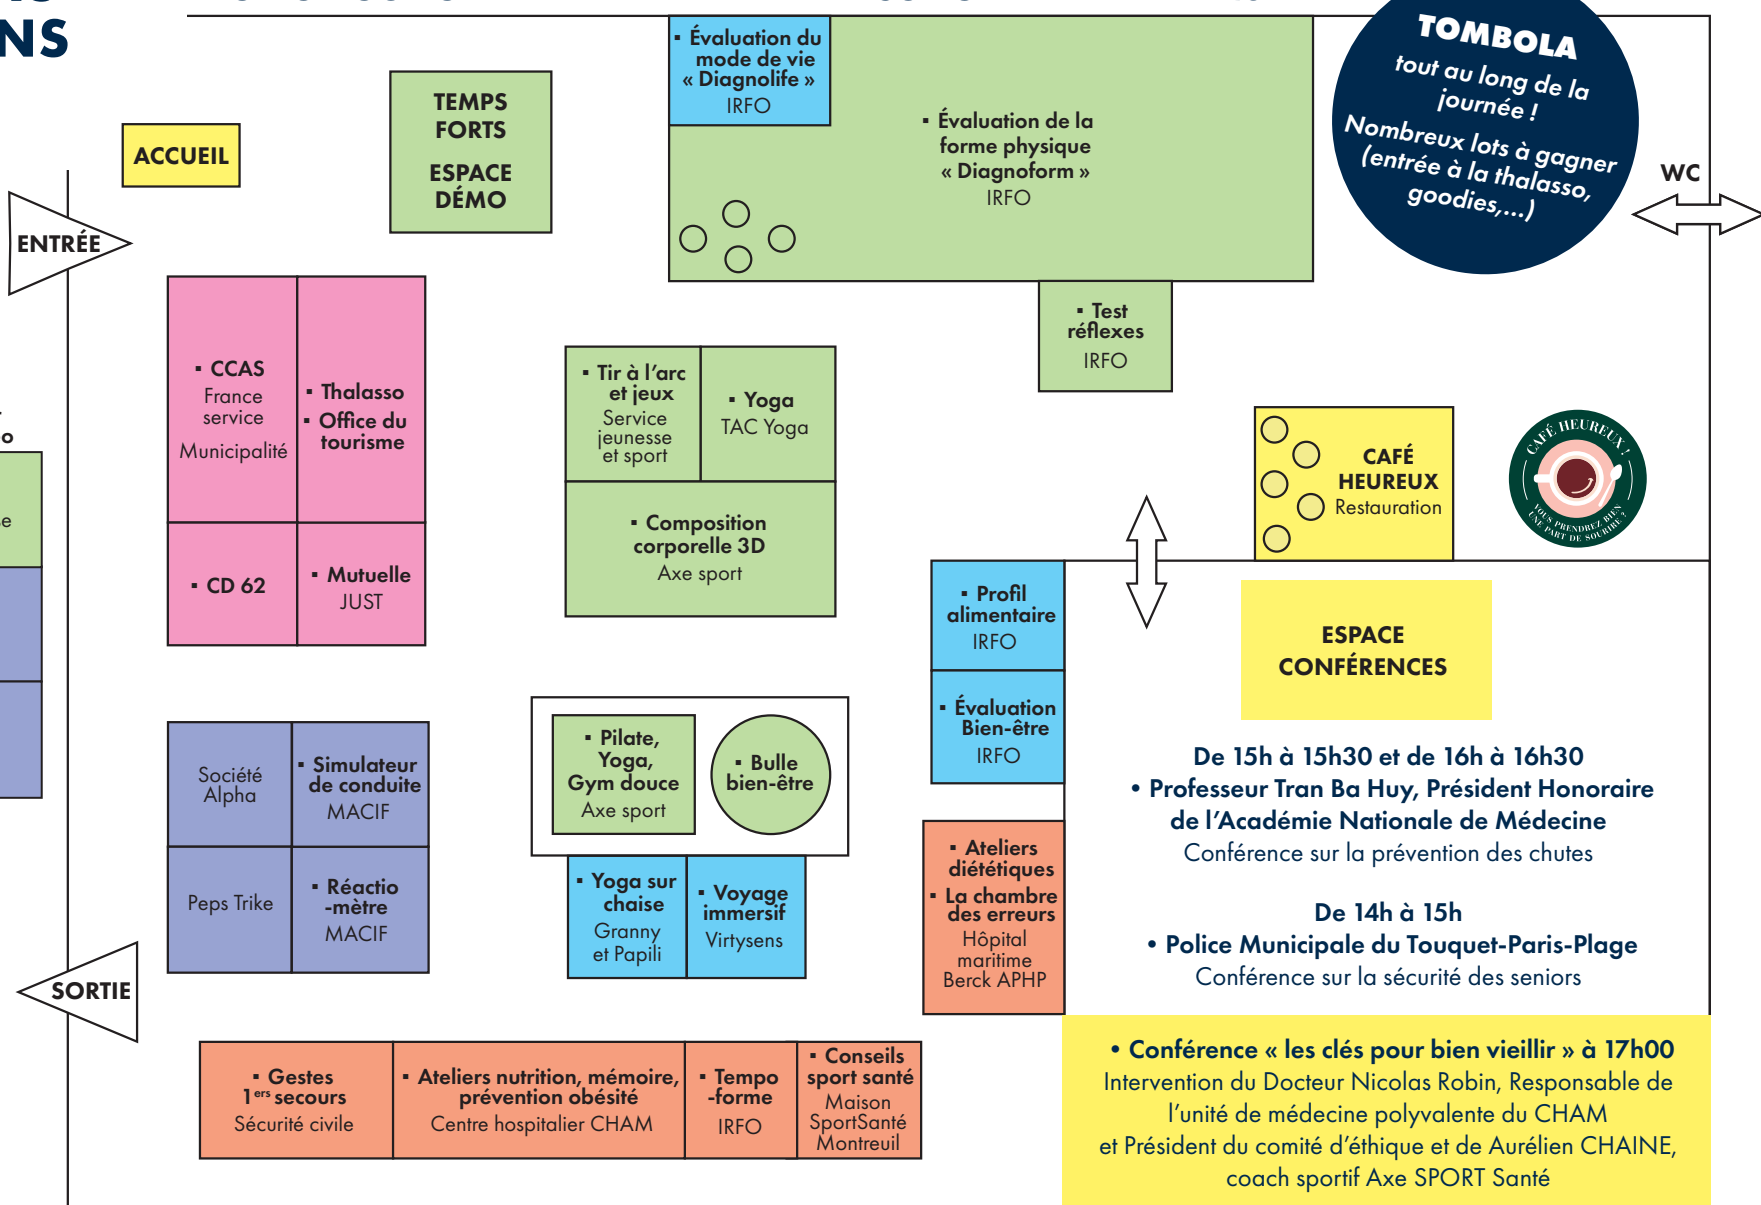 NS
TOMBOLA
tout au long de la
journée !
Nombreux lots à gagner
(entrée à la thalasso,
goodies,...)
WC
ACCUEIL
ENTRÉE
TEMPS
FORTS
ESPACE
DÉMO
▪ Évaluation du
mode de vie
« Diagnolife »
IRFO
▪ Évaluation de la
forme physique
« Diagnoform »
IRFO
▪ Test
réflexes
IRFO
▪ CCAS
France
service
Municipalité
▪ Thalasso
▪ Office du
tourisme
▪ CD 62
▪ Mutuelle
JUST
▪ Tir à l'arc
et jeux
Service
jeunesse
et sport
▪ Yoga
TAC Yoga
▪ Composition
corporelle 3D
Axe sport
CAFÉ
HEUREUX
Restauration
CAFÉ HEUREUX !
VOUS PRENDREZ BIEN
UNE PART DE SOURIRE ?
▪ Profil
alimentaire
IRFO
▪ Évaluation
Bien-être
IRFO
ESPACE
CONFÉRENCES
De 15h à 15h30 et de 16h à 16h30
• Professeur Tran Ba Huy, Président Honoraire
de l'Académie Nationale de Médecine
Conférence sur la prévention des chutes
De 14h à 15h
• Police Municipale du Touquet-Paris-Plage
Conférence sur la sécurité des seniors
Société
Alpha
▪ Simulateur
de conduite
MACIF
Peps Trike
▪ Réactio
-mètre
MACIF
▪ Pilate,
Yoga,
Gym douce
Axe sport
▪ Bulle
bien-être
▪ Yoga sur
chaise
Granny
et Papili
▪ Voyage
immersif
Virtysens
▪ Ateliers
diététiques
▪ La chambre
des erreurs
Hôpital
maritime
Berck APHP
SORTIE
▪ Gestes
1ers secours
Sécurité civile
▪ Ateliers nutrition, mémoire,
prévention obésité
Centre hospitalier CHAM
▪ Tempo
-forme
IRFO
▪ Conseils
sport santé
Maison
SportSanté
Montreuil
• Conférence « les clés pour bien vieillir » à 17h00
Intervention du Docteur Nicolas Robin, Responsable de
l'unité de médecine polyvalente du CHAM
et Président du comité d'éthique et de Aurélien CHAINE,
coach sportif Axe SPORT Santé